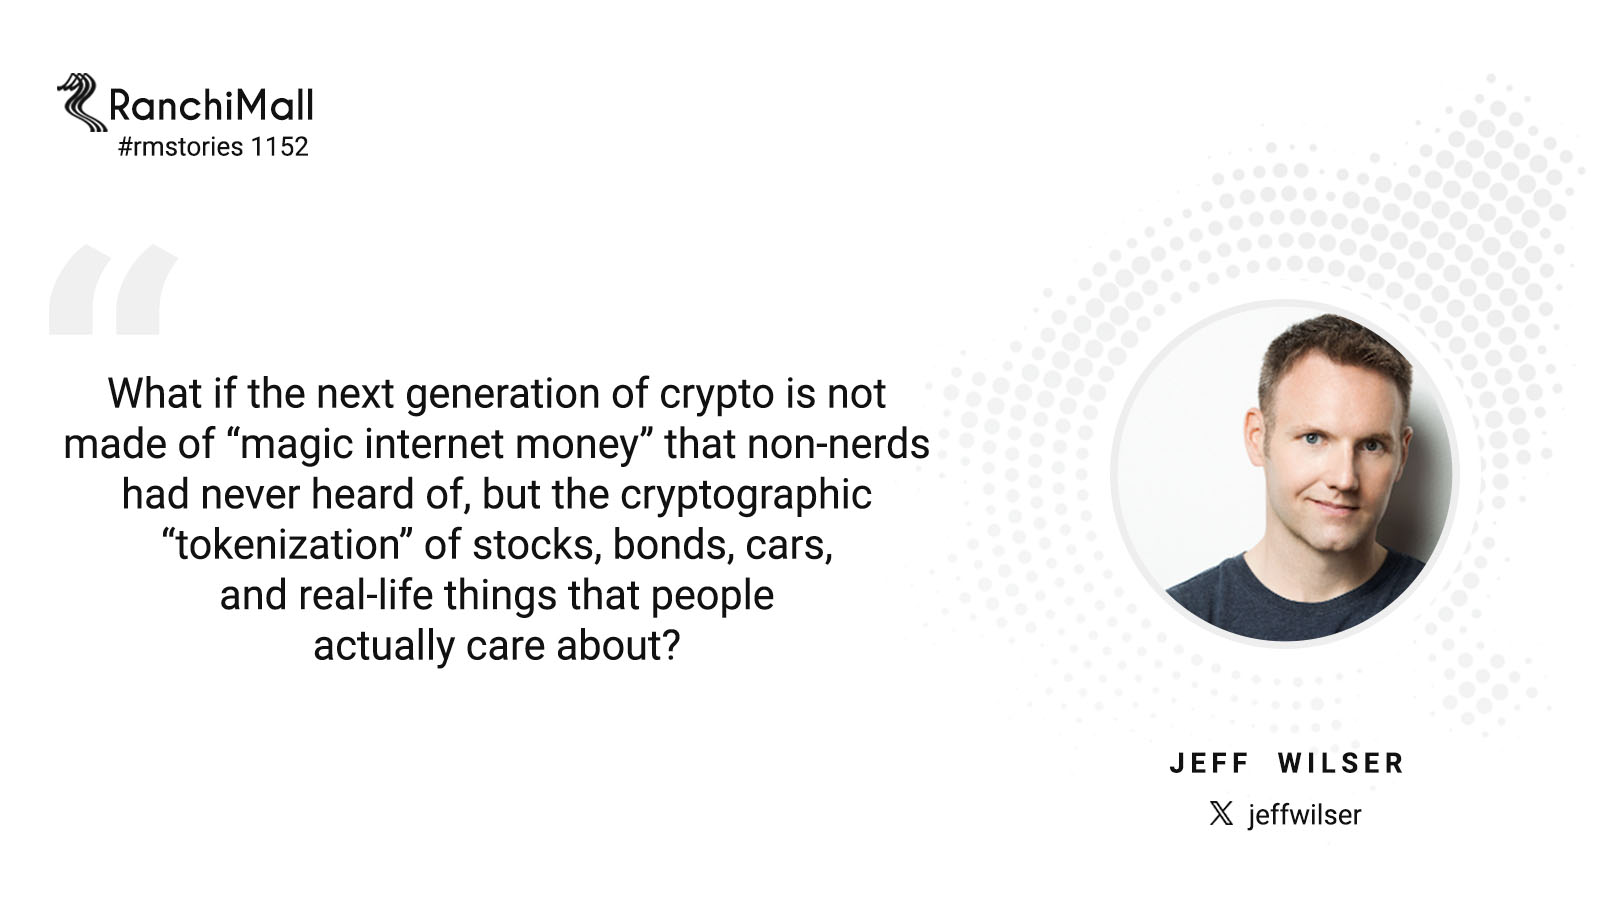 RanchiMall
#rmstories 1152
“
What if the next generation of crypto is not
made of “magic internet money” that non-nerds
had never heard of, but the cryptographic
“tokenization” of stocks, bonds, cars,
and real-life things that people
actually care about?
JEFF WILSER
𝕏 jeffwilser